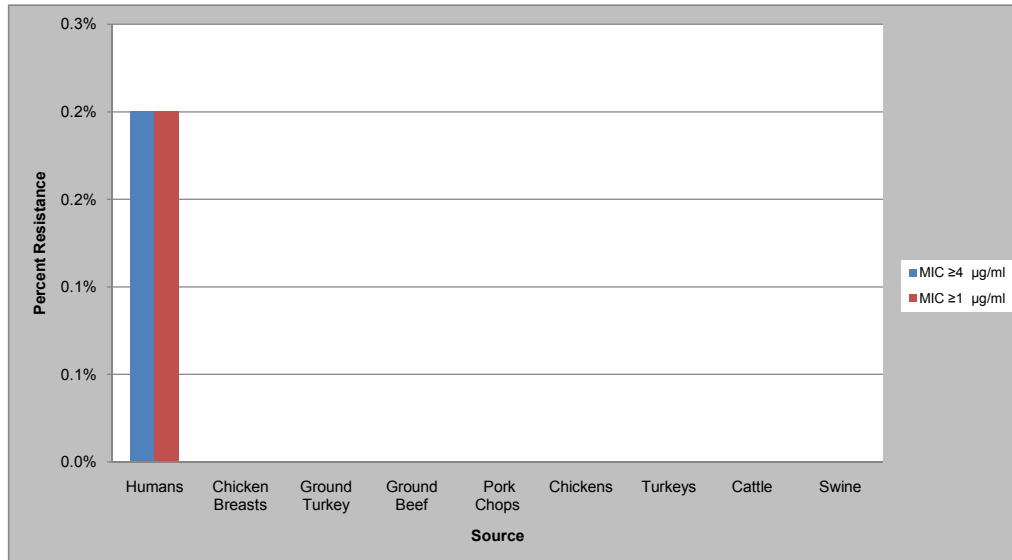 0.3%
0.2%
0.2%
0.1%
0.1%
0.0%
Percent Resistance
Humans
Chicken
Breasts
Ground
Turkey
Ground
Beef
Pork
Chops
Chickens
Turkeys
Cattle
Swine
Source
MIC ≥4 µg/ml
MIC ≥1 µg/ml